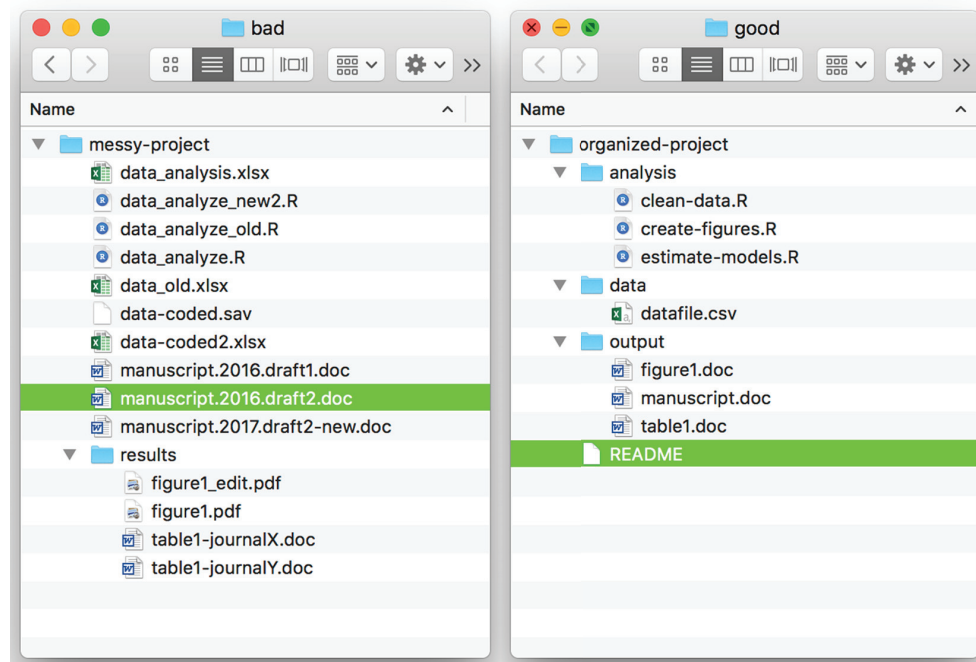 bad
Name
messy-project
data_analysis.xlsx
data_analyze_new2.R
data_analyze_old.R
data_analyze.R
data_old.xlsx
data-coded.sav
data-coded2.xlsx
manuscript.2016.draft1.doc
manuscript.2016.draft2.doc
manuscript.2017.draft2-new.doc
results
figure1_edit.pdf
figure1.pdf
table1-journalX.doc
table1-journalY.doc
good
Name
organized-project
analysis
clean-data.R
create-figures.R
estimate-models.R
data
datafile.csv
output
figure1.doc
manuscript.doc
table1.doc
README